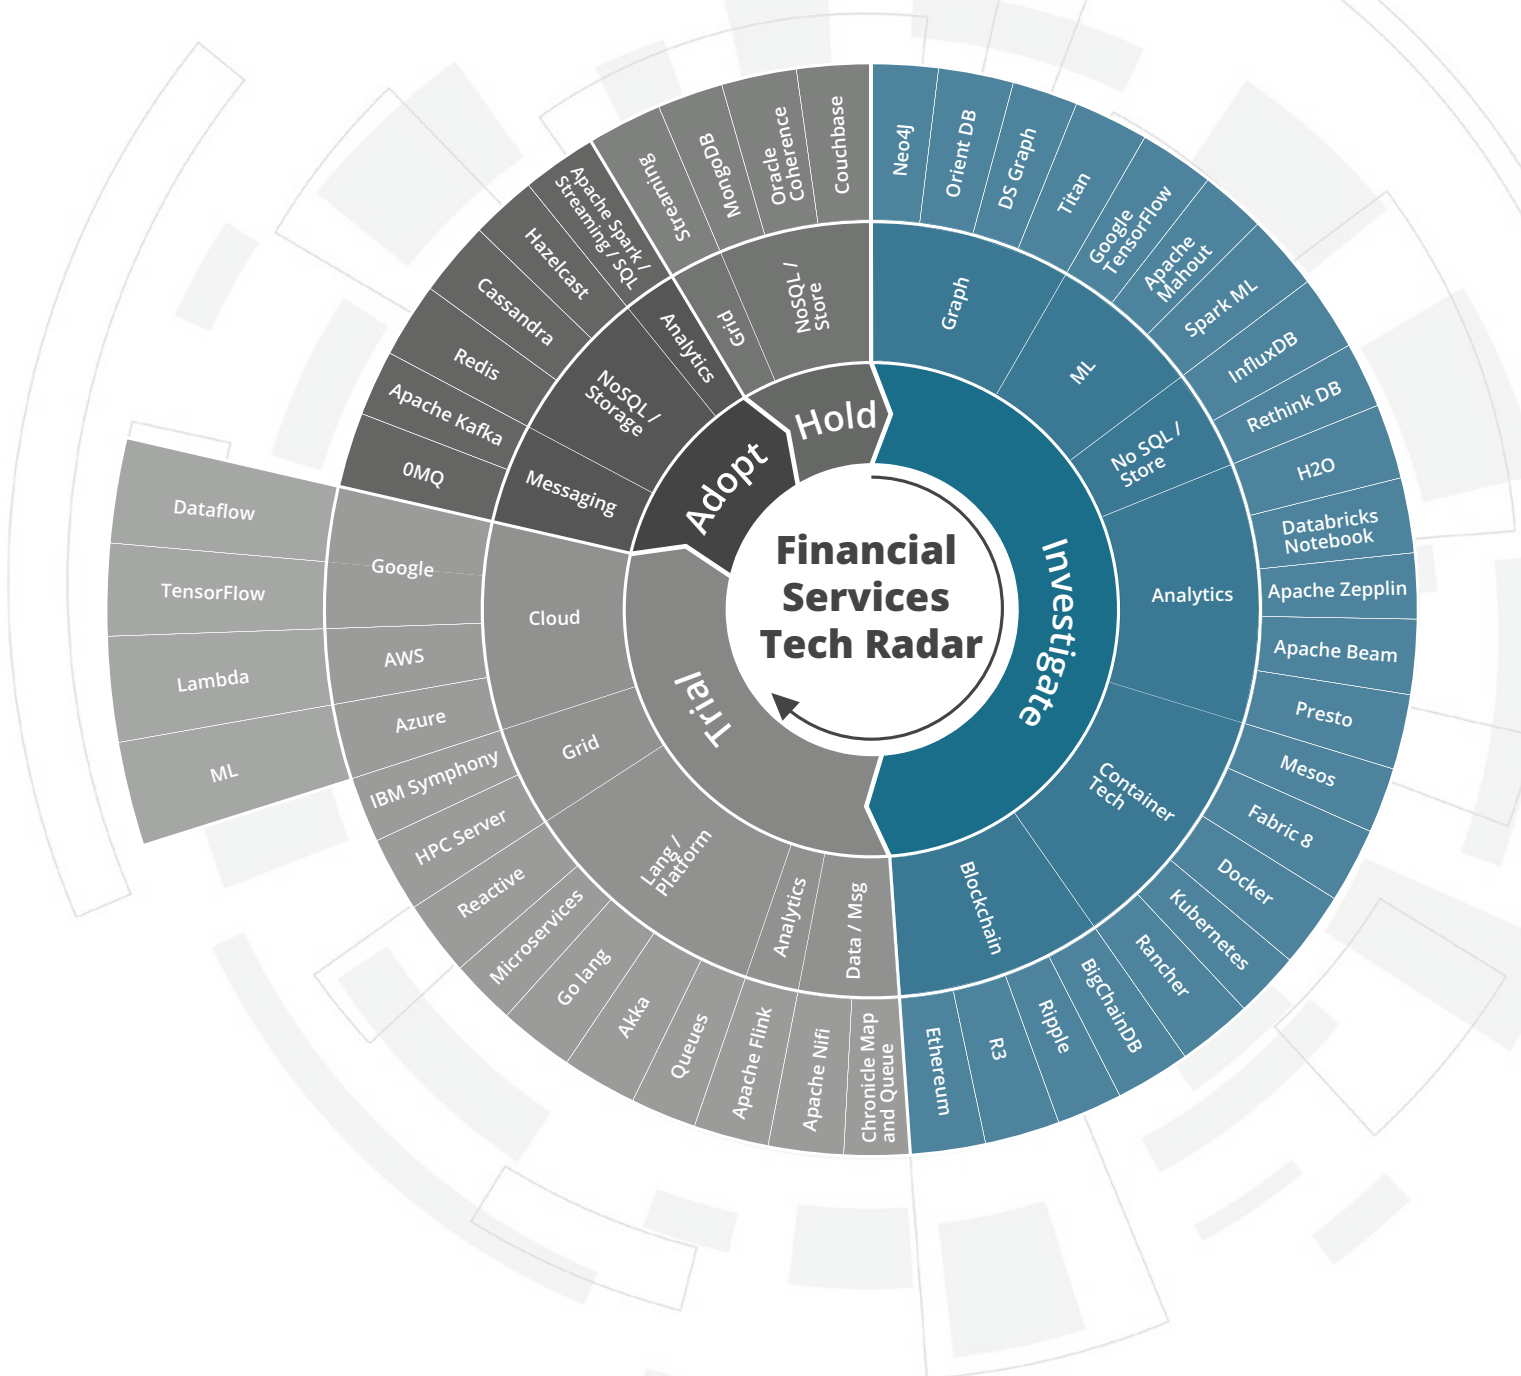 Financial
Services
Tech Radar
Investigate
Trial
Adopt
Hold
Graph
ML
No SQL /
Store
Analytics
Container
Tech
Blockchain
Data / Msg
Analytics
Lang /
Platform
Grid
Cloud
Messaging
NoSQL /
Storage
Analytics
Grid
NoSQL /
Store
Neo4J
Orient DB
DS Graph
Titan
Google
TensorFlow
Apache
Mahout
Spark ML
InfluxDB
Rethink DB
H2O
Databricks
Notebook
Apache Zepplin
Apache Beam
Presto
Mesos
Fabric 8
Docker
Kubernetes
Rancher
BigChainDB
Ripple
R3
Ethereum
Chronicle Map
and Queue
Apache Nifi
Apache Flink
Queues
Akka
Go lang
Microservices
Reactive
HPC Server
IBM Symphony
Azure
AWS
Google
ML
Lambda
TensorFlow
Dataflow
0MQ
Apache Kafka
Redis
Cassandra
Hazelcast
Apache Spark /
Streaming / SQL
Streaming
MongoDB
Oracle
Coherence
Couchbase